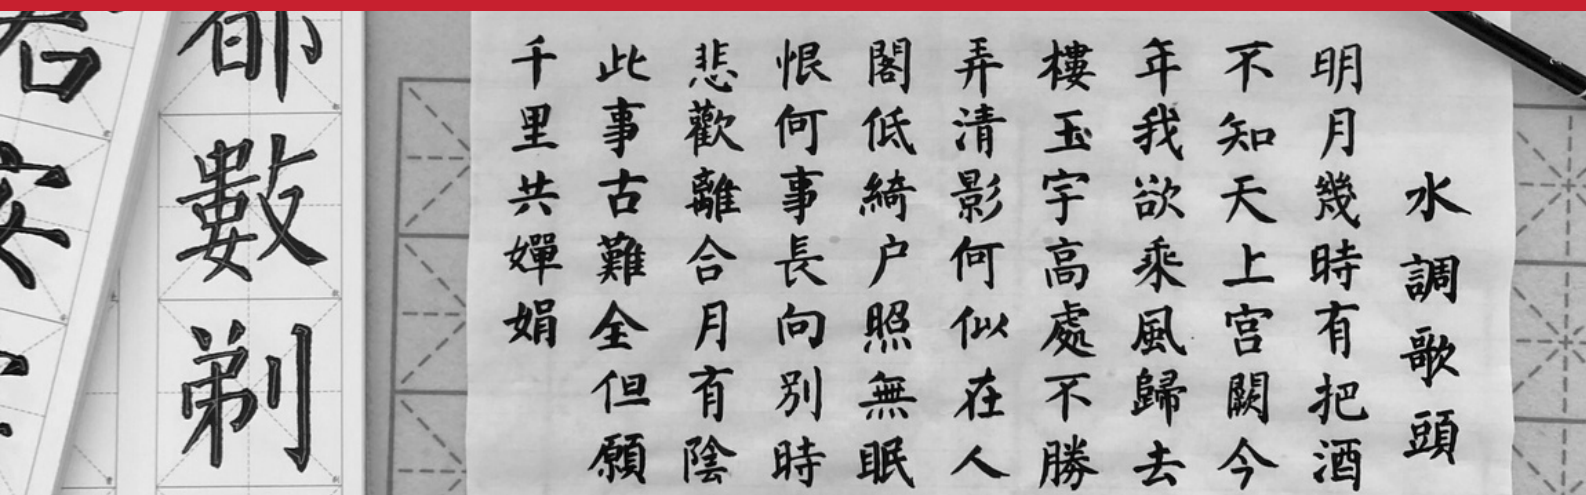 水調歌頭
明月幾時有把酒
不知天上宮闕今
年我欲乘風歸去
樓玉宇高處不勝
弄清影何似在人
閣低綺户照無眠
恨何事長向別時
悲歡離合月有陰
此事古難全但願
千里共嬋娟
數剃